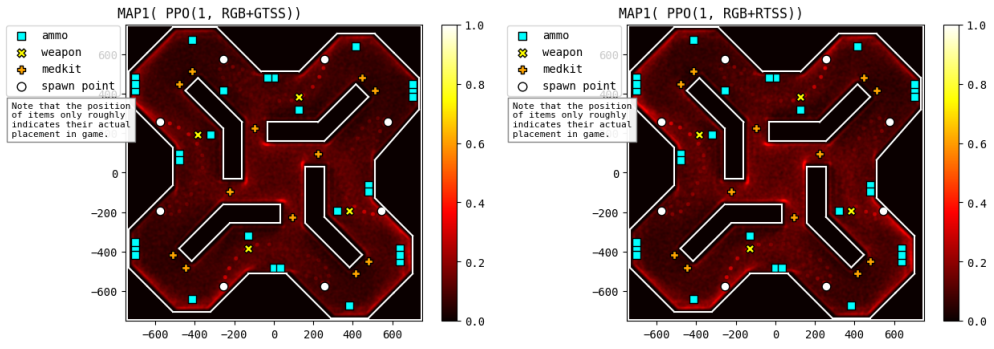 MAP1( PPO(1, RGB+GTSS))
ammo
weapon
medkit
spawn point
Note that the position
of items only roughly
indicates their actual
placement in game.
600
400
200
0
−200
−400
−600
−600 −400 −200 0 200 400 600
1.0
0.8
0.6
0.4
0.2
0.0
MAP1( PPO(1, RGB+RTSS))
ammo
weapon
medkit
spawn point
Note that the position
of items only roughly
indicates their actual
placement in game.
600
400
200
0
−200
−400
−600
−600 −400 −200 0 200 400 600
1.0
0.8
0.6
0.4
0.2
0.0